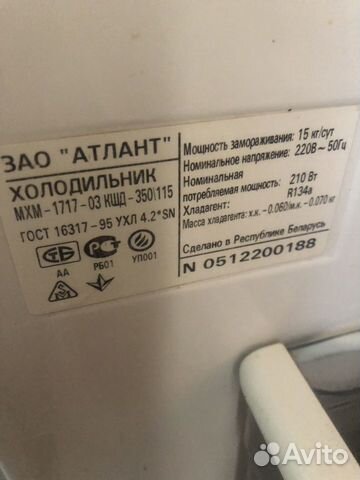 ЗАО "АТЛАНТ"
ХОЛОДИЛЬНИК
МХМ-1717-03 КШД-350/115
ГОСТ 16317-95 УХЛ 4.2*SN
АА
РБ01
УП001
Мощность замораживания: 15 кг/сут
Номинальное напряжение: 220В~50Гц
Номинальная
потребляемая мощность: 210 Вт
Хладагент: R134a
Масса хладагента: х.к.-0.060/м.к.-0.070 кг
Сделано в Республике Беларусь
N 0512200188
Avito